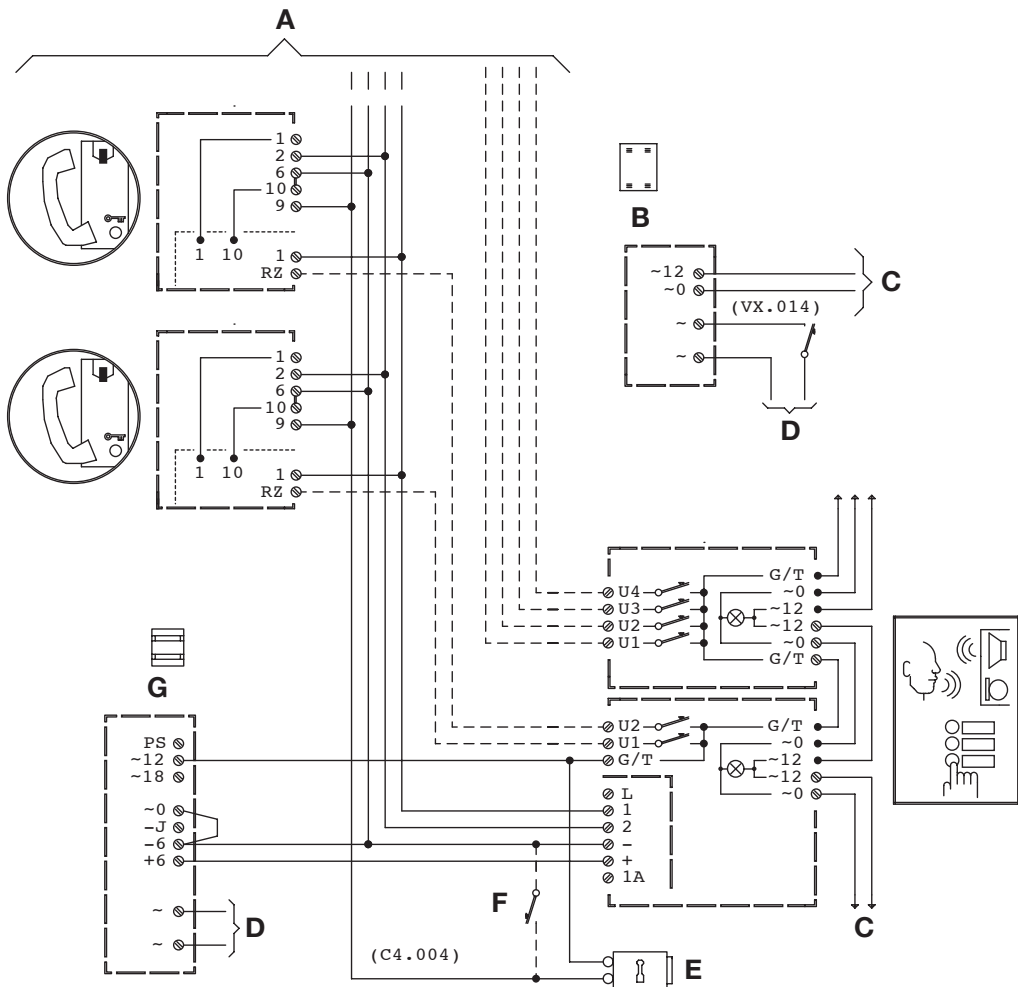 A
1
2
6
10
9
1 10
1
RZ
1
2
6
10
9
1 10
1
RZ
B
~12
~0
(VX.014)
~
~
C
D
U4
U3
U2
U1
G/T
~0
~12
~12
~0
G/T
U2
U1
G/T
G/T
~0
~12
~12
~0
L
1
2
-
+
1A
C
G
PS
~12
~18
~0
-J
-6
+6
~
~
D
F
(C4.004)
E